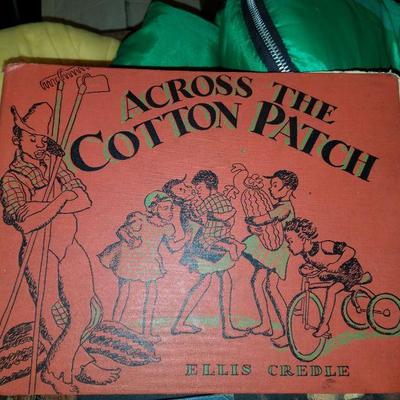 ACROSS THE
COTTON PATCH
ELLIS CREDLE